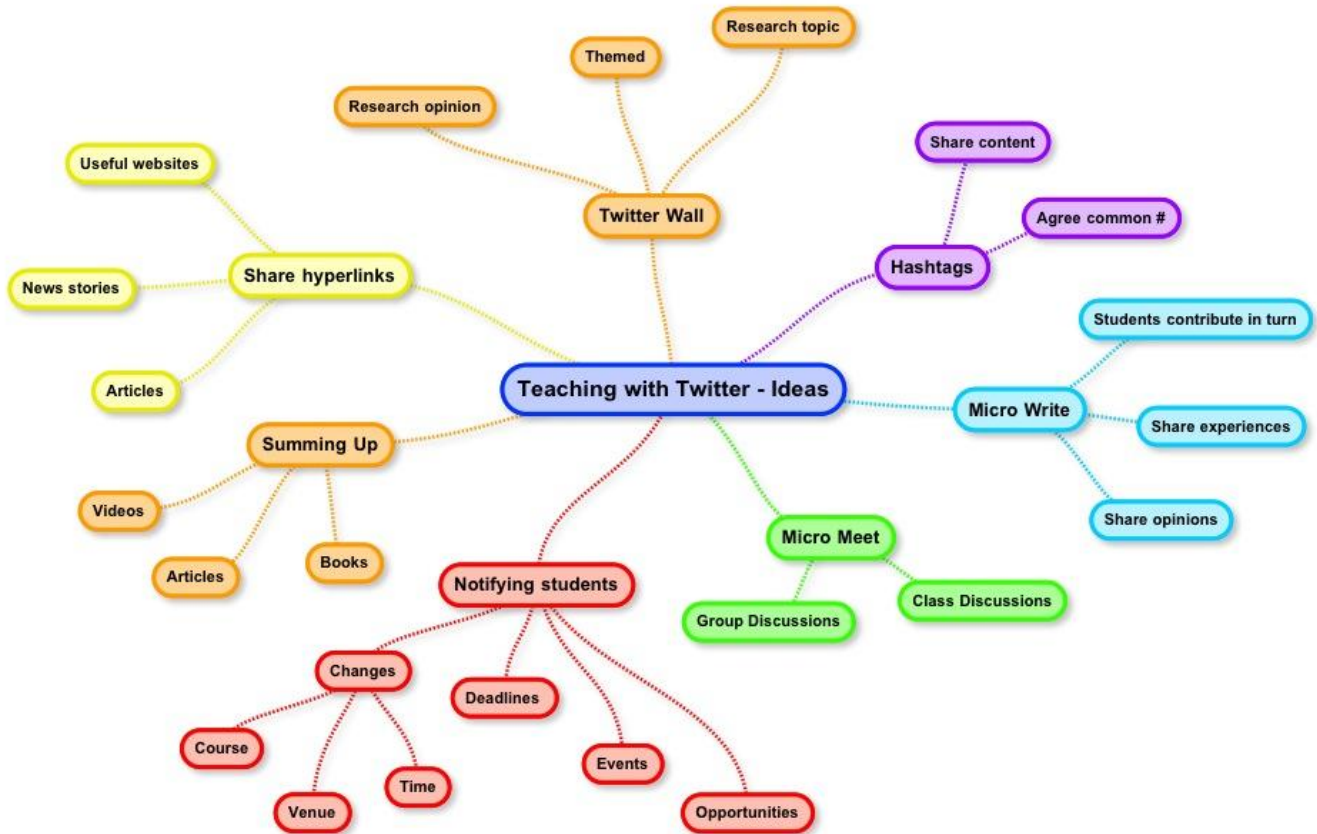 Research topic
Themed
Research opinion
Twitter Wall
Share content
Agree common #
Hashtags
Useful websites
News stories
Articles
Share hyperlinks
Teaching with Twitter - Ideas
Students contribute in turn
Micro Write
Share experiences
Share opinions
Summing Up
Videos
Articles
Books
Micro Meet
Group Discussions
Class Discussions
Notifying students
Changes
Course
Venue
Time
Deadlines
Events
Opportunities